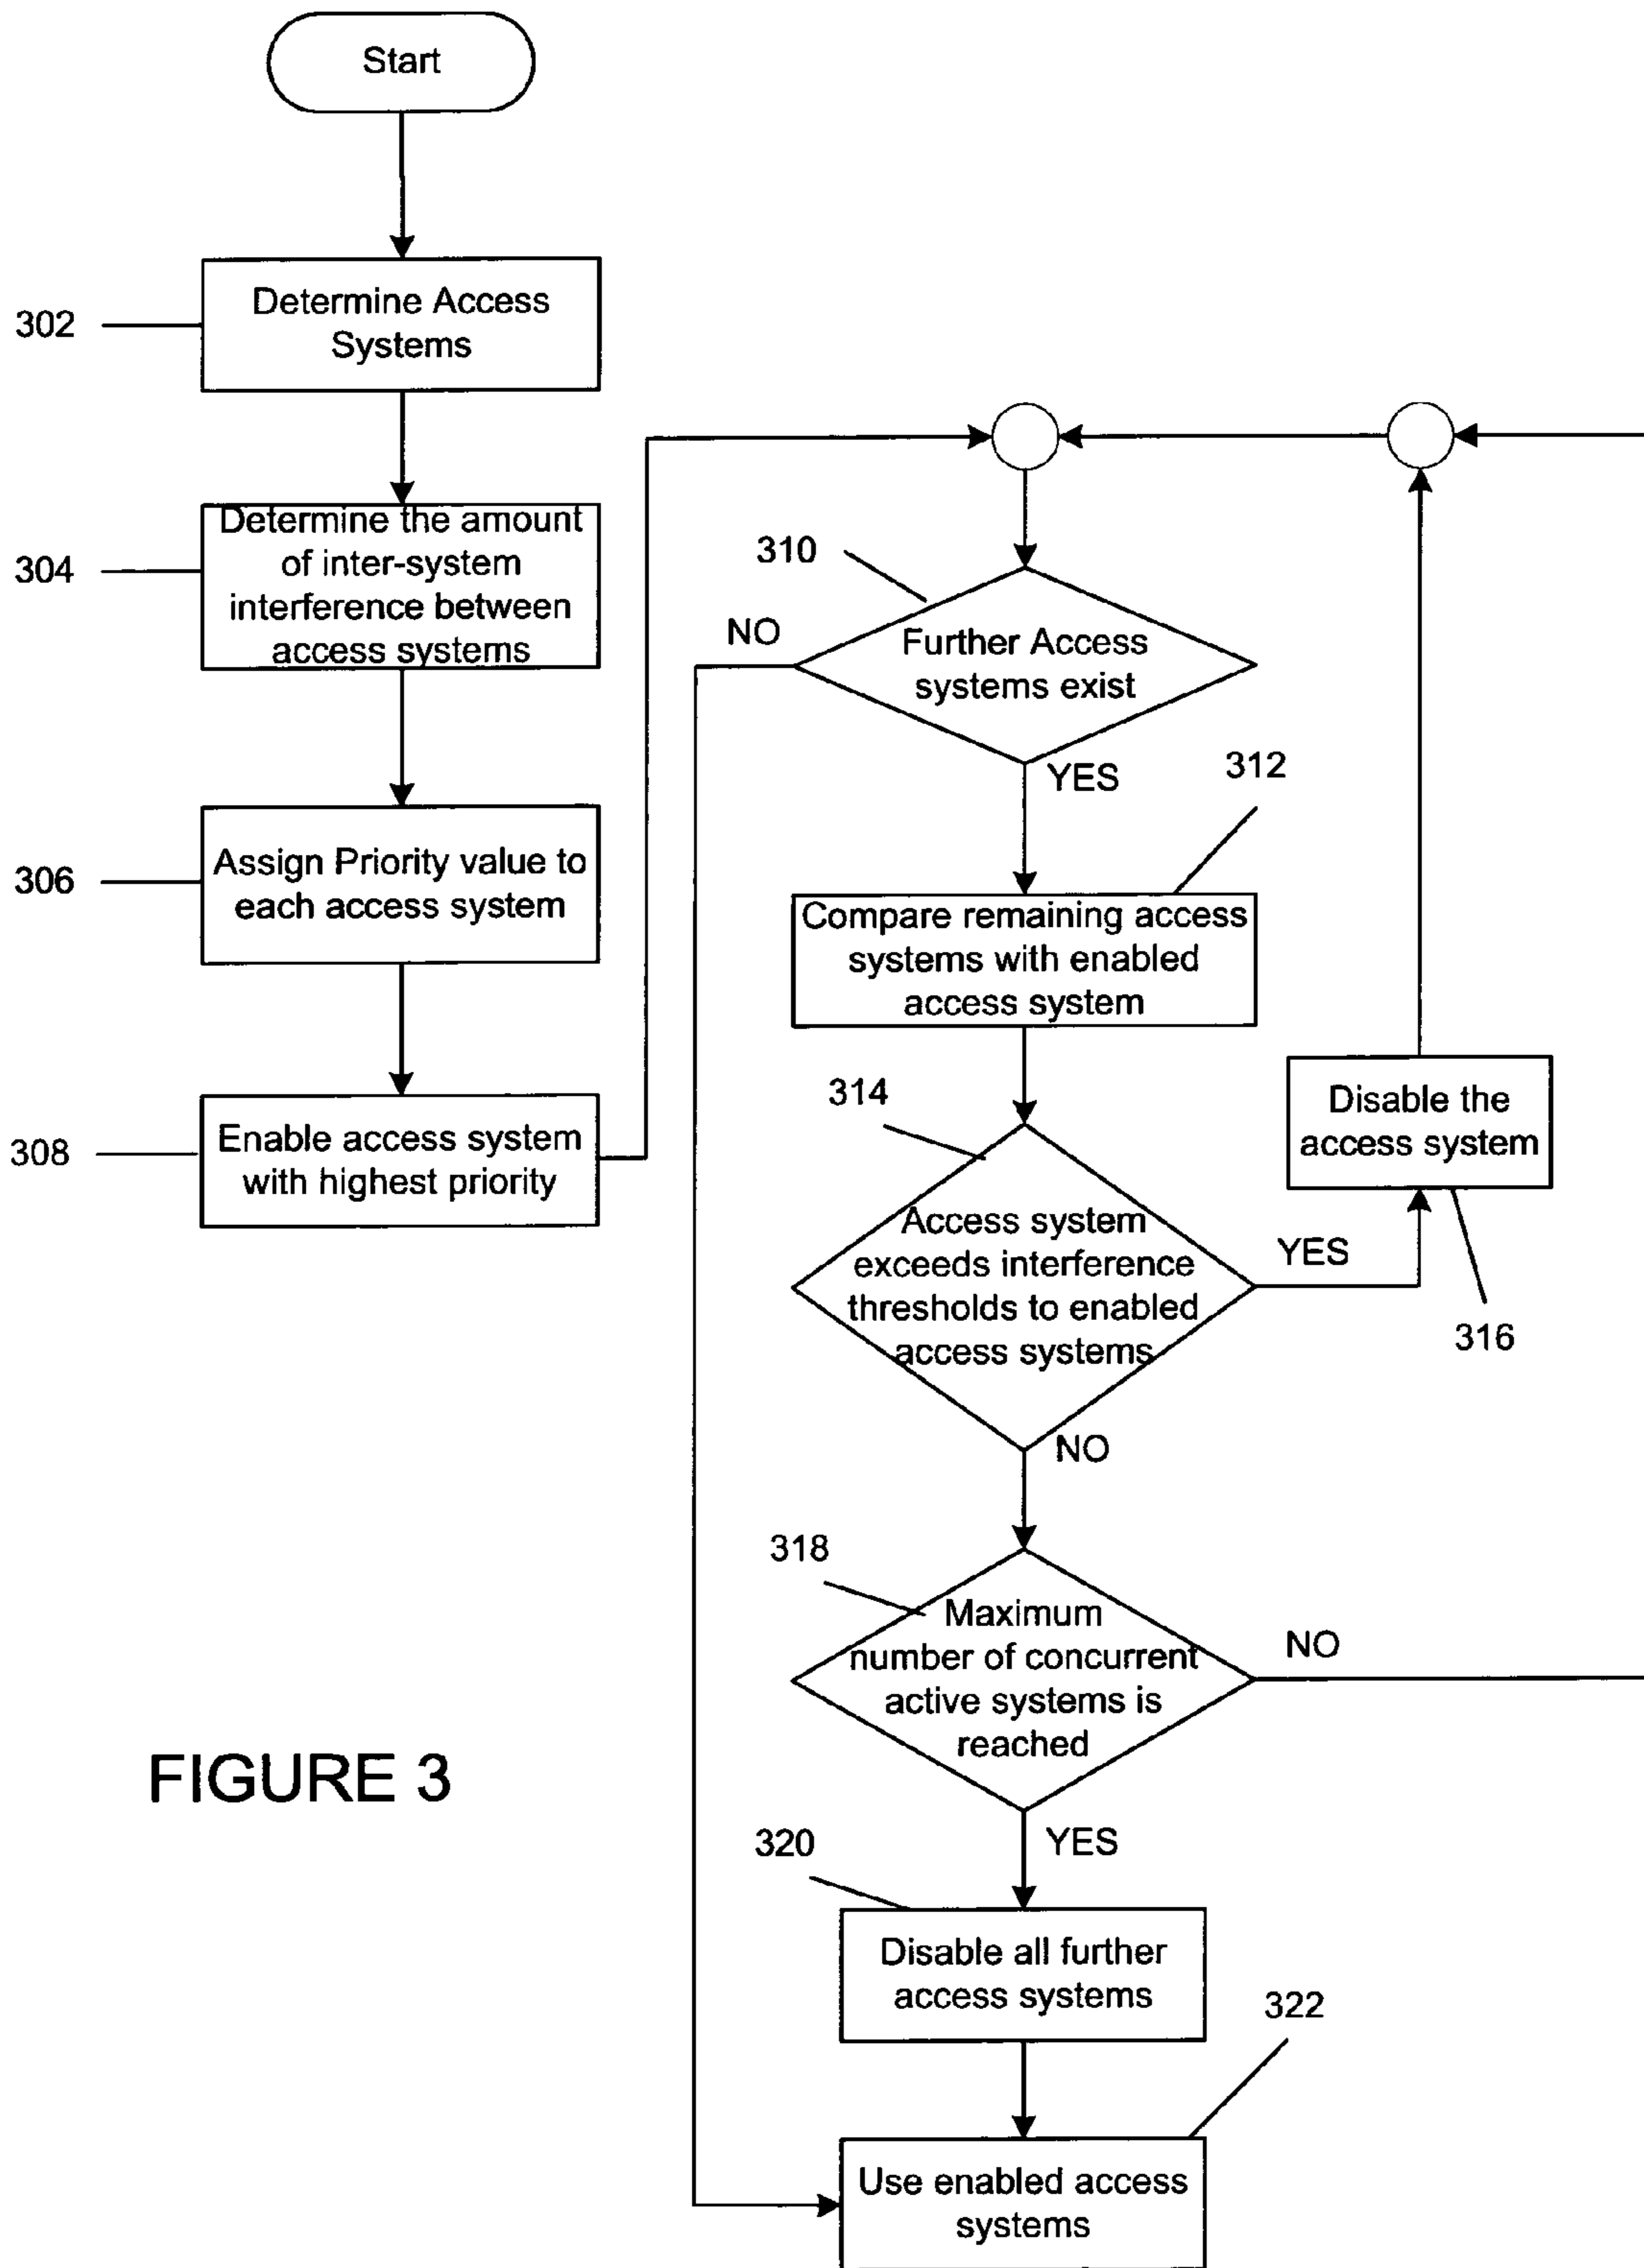 Start
302
Determine Access
Systems
304
Determine the amount
of inter-system
interference between
access systems
306
Assign Priority value to
each access system
308
Enable access system
with highest priority
310
NO
Further Access
systems exist
YES
312
Compare remaining access
systems with enabled
access system
314
Access system
exceeds interference
thresholds to enabled
access systems
YES
Disable the
access system
316
NO
318
Maximum
number of concurrent
active systems is
reached
NO
YES
320
Disable all further
access systems
322
Use enabled access
systems
FIGURE 3